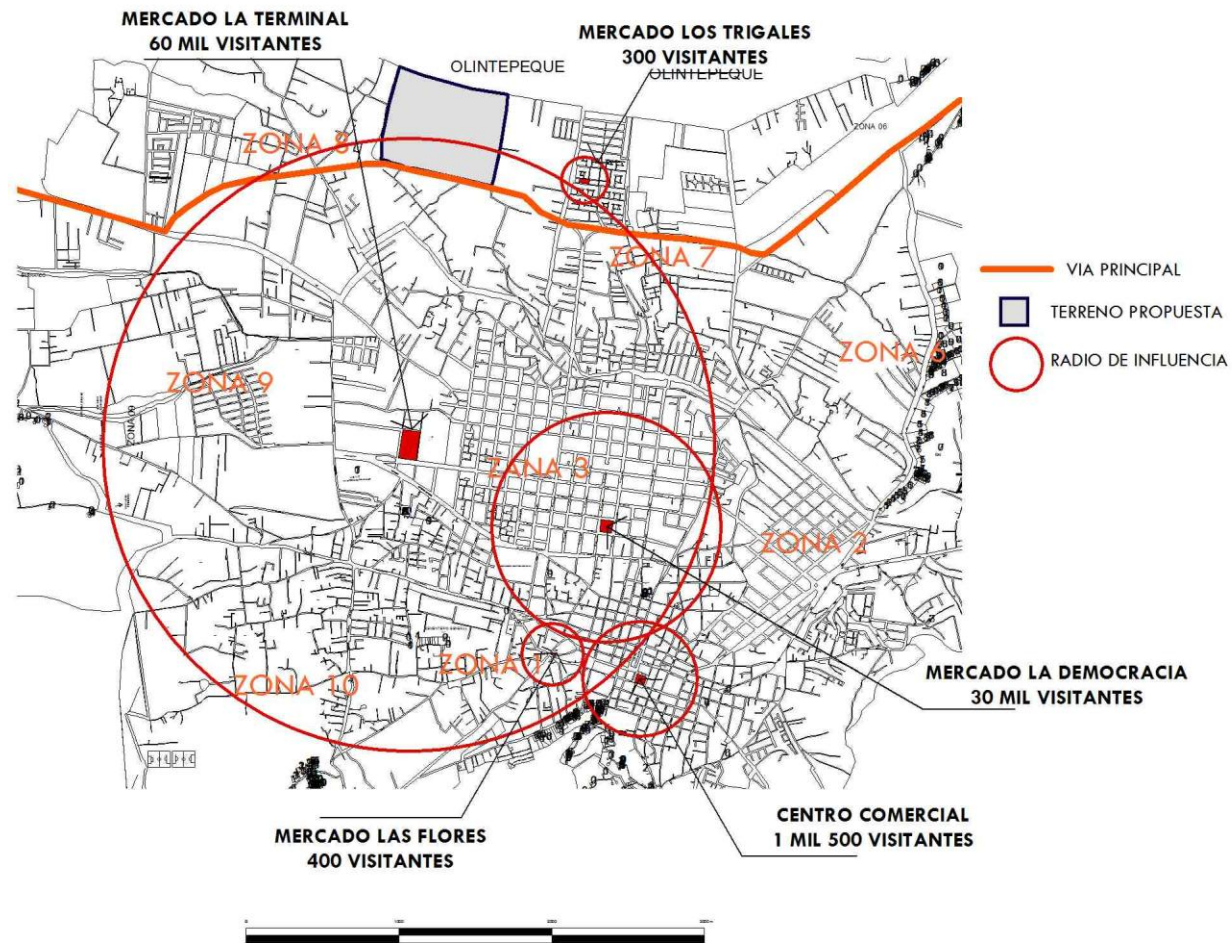 MERCADO LA TERMINAL
60 MIL VISITANTES
MERCADO LOS TRIGALES
300 VISITANTES
OLINTEPEQUE
OLINTEPEQUE
ZONA 06
ZONA 8
ZONA 7
VIA PRINCIPAL
TERRENO PROPUESTA
RADIO DE INFLUENCIA
ZONA 6
ZONA 9
ZONA 09
ZANA 3
ZONA 2
ZONA 1
ZONA 10
MERCADO LA DEMOCRACIA
30 MIL VISITANTES
MERCADO LAS FLORES
400 VISITANTES
CENTRO COMERCIAL
1 MIL 500 VISITANTES